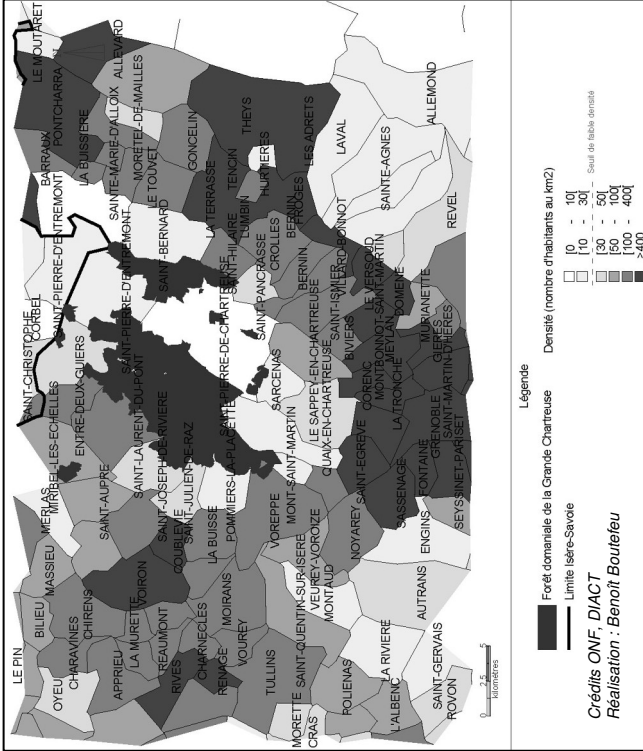 LE PIN
OYEU
BILIEU
CHARAVINES
MASSIEU
CHIRENS
MERLAS
MIRIBEL-LES-ECHELLES
SAINT-CHRISTOPHE
CORBEL
SAINT-PIERRE-D'ENTREMONT
ENTRE-DEUX-GUIERS
SAINT-AUPRE
SAINT-LAURENT-DU-PONT
SAINT-PIERRE-D'ENTREMONT
BARRAUX
PONTCHARRA
LE MOUTARET
LA BUISSIERE
ALLEVARD
SAINTE-MARIE-D'ALLOIX
MORETEL-DE-MAILLES
LE TOUVET
GONCELIN
SAINT-BERNARD
APPRIEU
LA MURETTE
VOIRON
REAUMONT
RIVES
CHARNECLES
RENAGE
COUBLEVIE
SAINT-JOSEPH-DE-RIVIERE
SAINT-JULIEN-DE-RAZ
LA BUISSE
POMMIERS-LA-PLACETTE
SAINT-PIERRE-DE-CHARTREUSE
SAINT-HILAIRE
LA TERRASSE
LUMBIN
TENCIN
THEYS
HURTIERES
LES ADRETS
FROGES
BERNIN
CROLLES
SAINT-PANCRASSE
BERNIN
MOIRANS
VOUREY
TULLINS
VOREPPE
MONT-SAINT-MARTIN
SARCENAS
LE SAPPEY-EN-CHARTREUSE
QUAIX-EN-CHARTREUSE
SAINT-ISMIER
BIVIERS
VILLARD-BONNOT
LE VERSOUD
MONTBONNOT-SAINT-MARTIN
DOMENE
MEYLAN
CORENC
LA TRONCHE
MURIANETTE
GIERES
LAVAL
SAINTE-AGNES
ALLEMOND
REVEL
MORETTE
CRAS
SAINT-QUENTIN-SUR-ISERE
VEUREY-VOROIZE
MONTAUD
NOYAREY
SAINT-EGREVE
SASSENAGE
FONTAINE
GRENOBLE
SAINT-MARTIN-D'HERES
SEYSSINET-PARISET
POLIENAS
L'ALBENC
LA RIVIERE
AUTRANS
ENGINS
SAINT-GERVAIS
ROVON
0 2.5 5
kilomètres
Légende
Forêt domaniale de la Grande Chartreuse
Limite Isère-Savoie
Densité (nombre d'habitants au km2)
[0 - 10[
[10 - 30[
Seuil de faible densité
[30 - 50[
[50 - 100[
[100 - 400[
>400
Crédits ONF, DIACT
Réalisation : Benoît Boutefeu